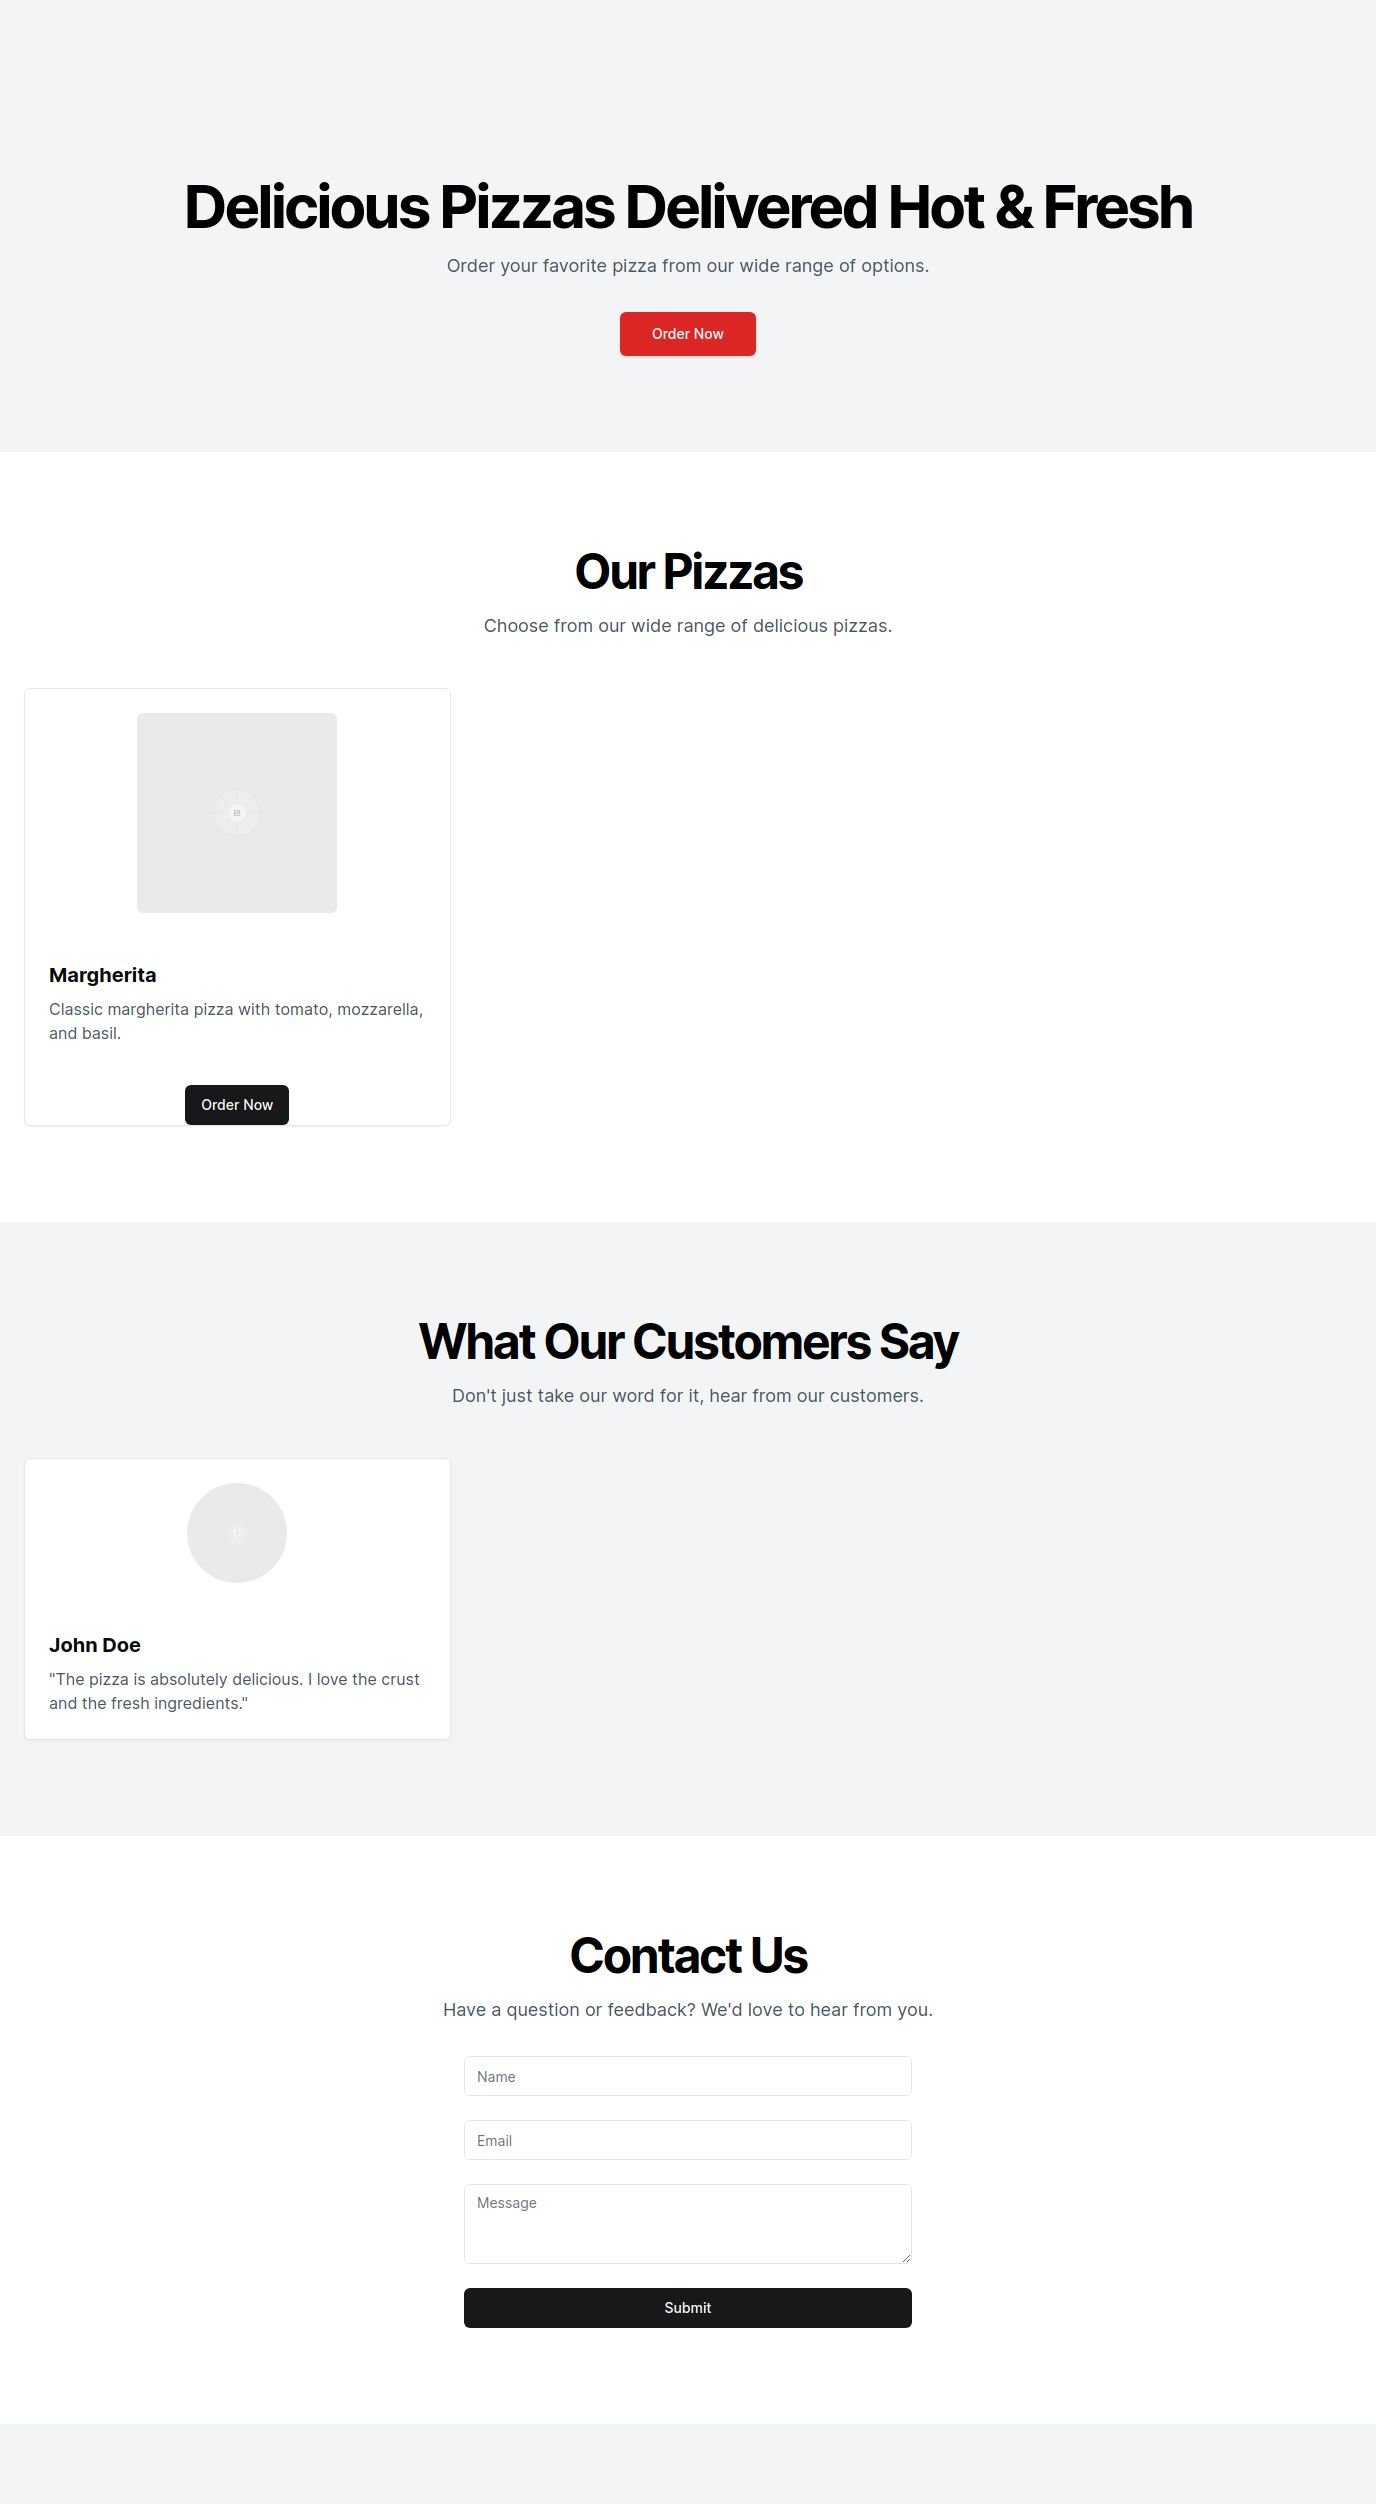 Delicious Pizzas Delivered Hot & Fresh
Order your favorite pizza from our wide range of options.
Order Now
Our Pizzas
Choose from our wide range of delicious pizzas.
Margherita
Classic margherita pizza with tomato, mozzarella,
and basil.
Order Now
What Our Customers Say
Don't just take our word for it, hear from our customers.
John Doe
"The pizza is absolutely delicious. I love the crust
and the fresh ingredients."
Contact Us
Have a question or feedback? We'd love to hear from you.
Name
Email
Message
Submit